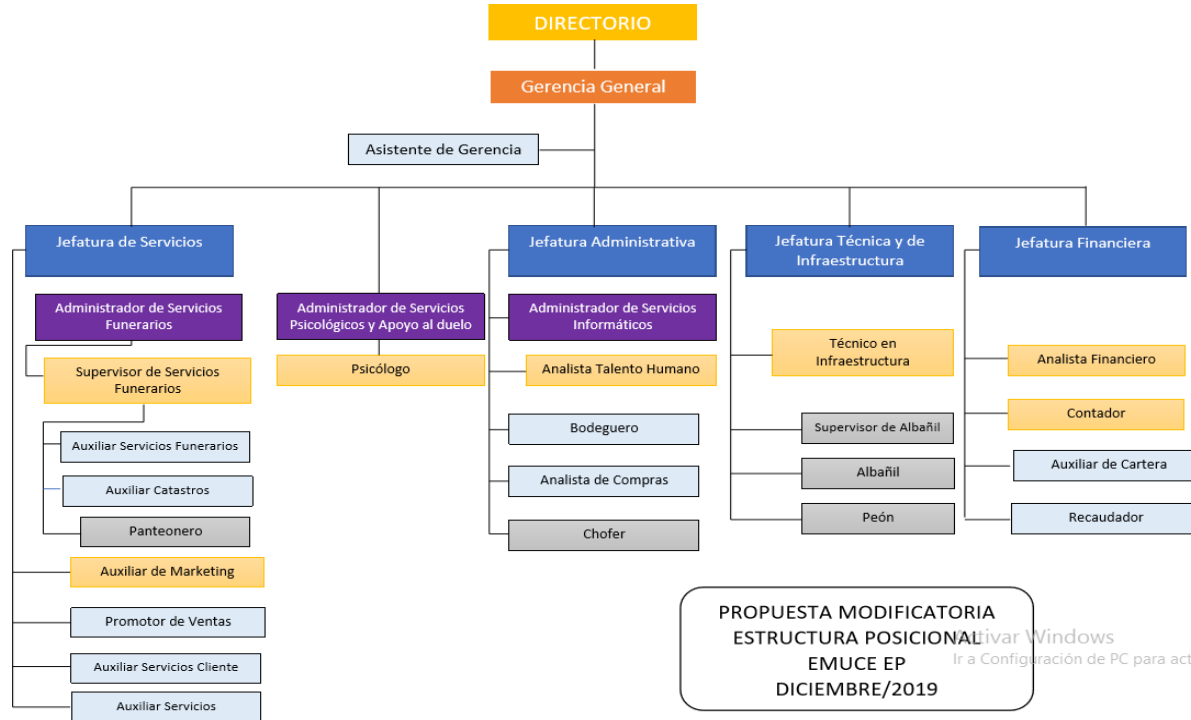 DIRECTORIO
Gerencia General
Asistente de Gerencia
Jefatura de Servicios
Administrador de Servicios
Funerarios
Supervisor de Servicios
Funerarios
Auxiliar Servicios Funerarios
Auxiliar Catastros
Panteonero
Auxiliar de Marketing
Promotor de Ventas
Auxiliar Servicios Cliente
Auxiliar Servicios
Administrador de Servicios
Psicológicos y Apoyo al duelo
Psicólogo
Jefatura Administrativa
Administrador de Servicios
Informáticos
Analista Talento Humano
Bodeguero
Analista de Compras
Chofer
Jefatura Técnica y de
Infraestructura
Técnico en
Infraestructura
Supervisor de Albañil
Albañil
Peón
Jefatura Financiera
Analista Financiero
Contador
Auxiliar de Cartera
Recaudador
PROPUESTA MODIFICATORIA
ESTRUCTURA POSICIONAL
EMUCE EP
DICIEMBRE/2019
Activar Windows
Ir a Configuración de PC para act